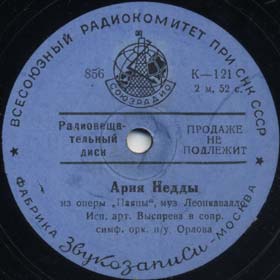 ВСЕСОЮЗНЫЙ РАДИОКОМИТЕТ ПРИ СНК СССР
856
К—121
2 м, 52 с.
СОЮЗРАДИО
Радиовеща-
тельный
диск
ПРОДАЖЕ
НЕ
ПОДЛЕЖИТ
Ария Недды
из оперы „Паяцы", муз Леонкавалло
Исп. арт. Выспрева в сопр.
симф. орк. п/у. Орлова
ФАБРИКА Звукозаписи — МОСКВА